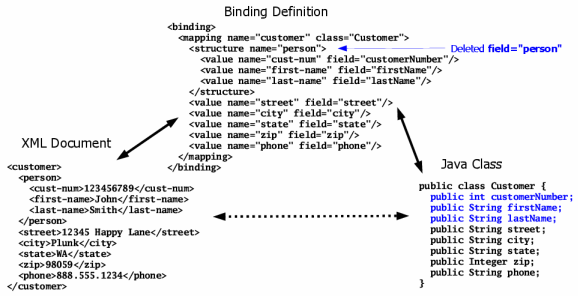 Binding Definition
<binding>
<mapping name="customer" class="Customer">
<structure name="person">
Deleted field="person"
<value name="cust-num" field="customerNumber"/>
<value name="first-name" field="firstName"/>
<value name="last-name" field="lastName"/>
</structure>
<value name="street" field="street"/>
<value name="city" field="city"/>
<value name="state" field="state"/>
<value name="zip" field="zip"/>
<value name="phone" field="phone"/>
</mapping>
</binding>
XML Document
<customer>
<person>
<cust-num>123456789</cust-num>
<first-name>John</first-name>
<last-name>Smith</last-name>
</person>
<street>12345 Happy Lane</street>
<city>Plunk</city>
<state>WA</state>
<zip>98059</zip>
<phone>888.555.1234</phone>
</customer>
Java Class
public class Customer {
public int customerNumber;
public String firstName;
public String lastName;
public String street;
public String city;
public String state;
public Integer zip;
public String phone;
}